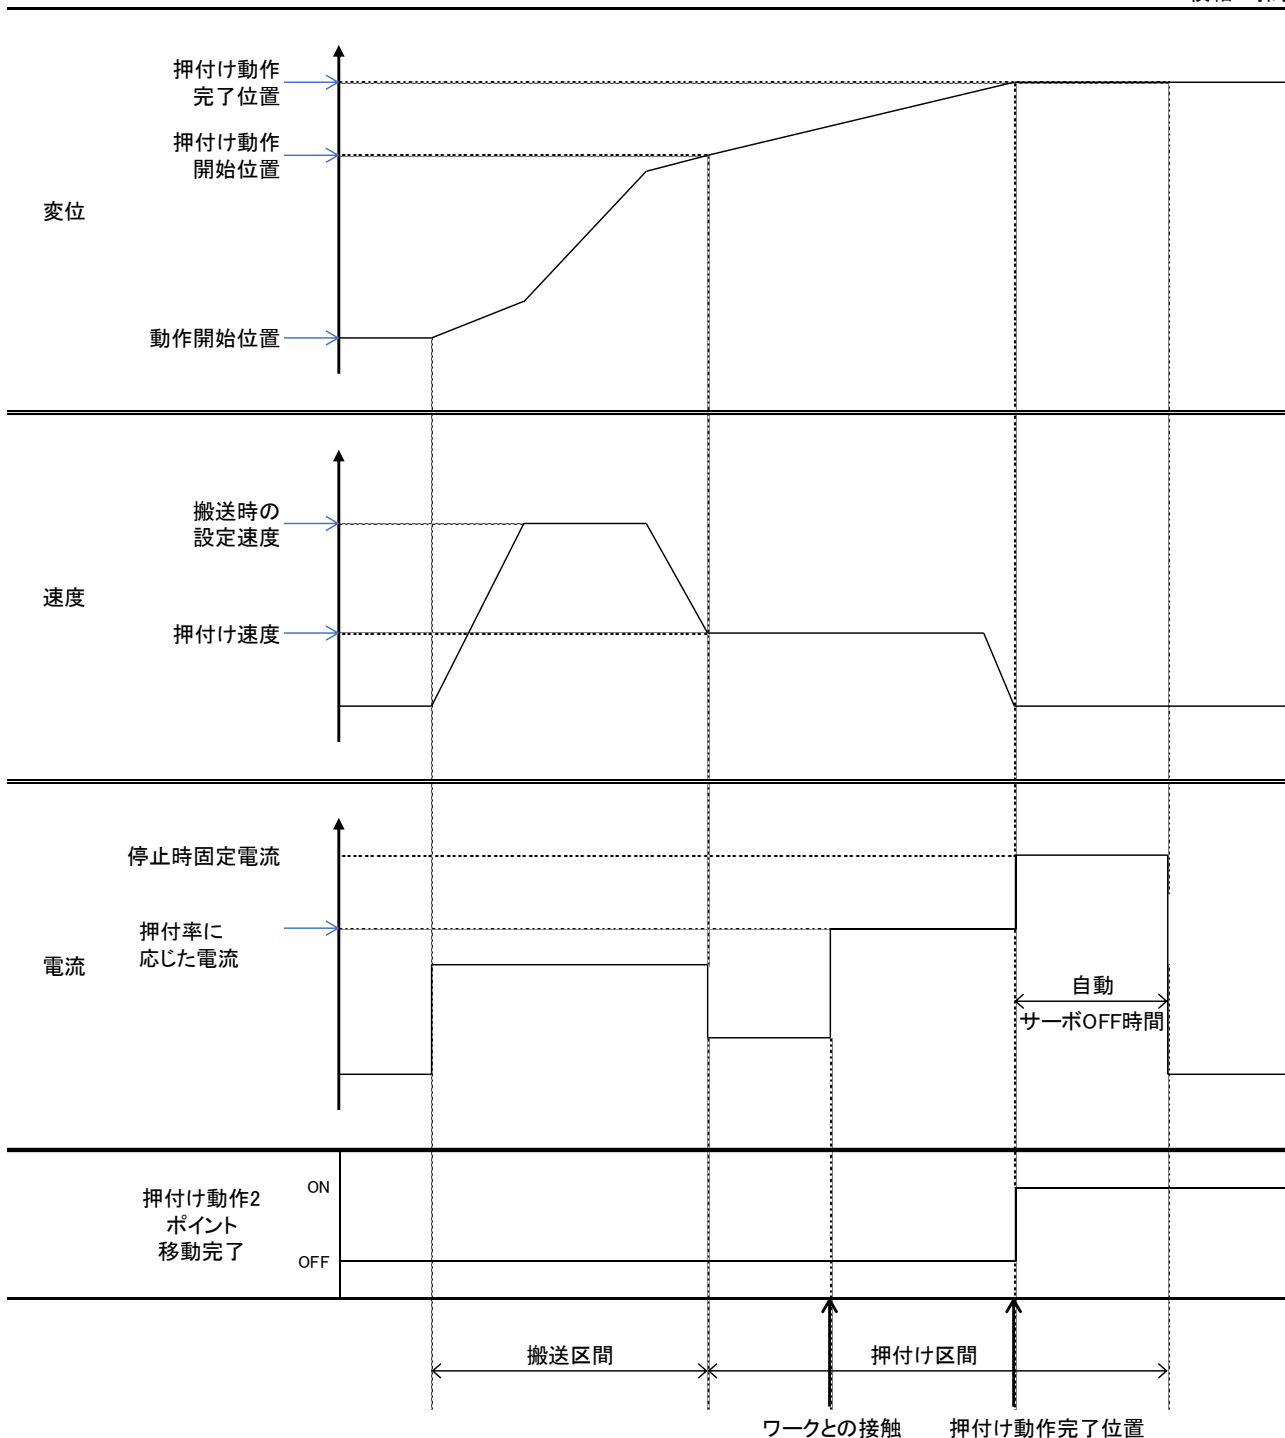 押付け動作
完了位置
押付け動作
開始位置
変位
動作開始位置
搬送時の
設定速度
速度
押付け速度
停止時固定電流
押付率に
応じた電流
電流
自動
サーボOFF時間
ON
押付け動作2
ポイント
移動完了
OFF
搬送区間
押付け区間
ワークとの接触
押付け動作完了位置